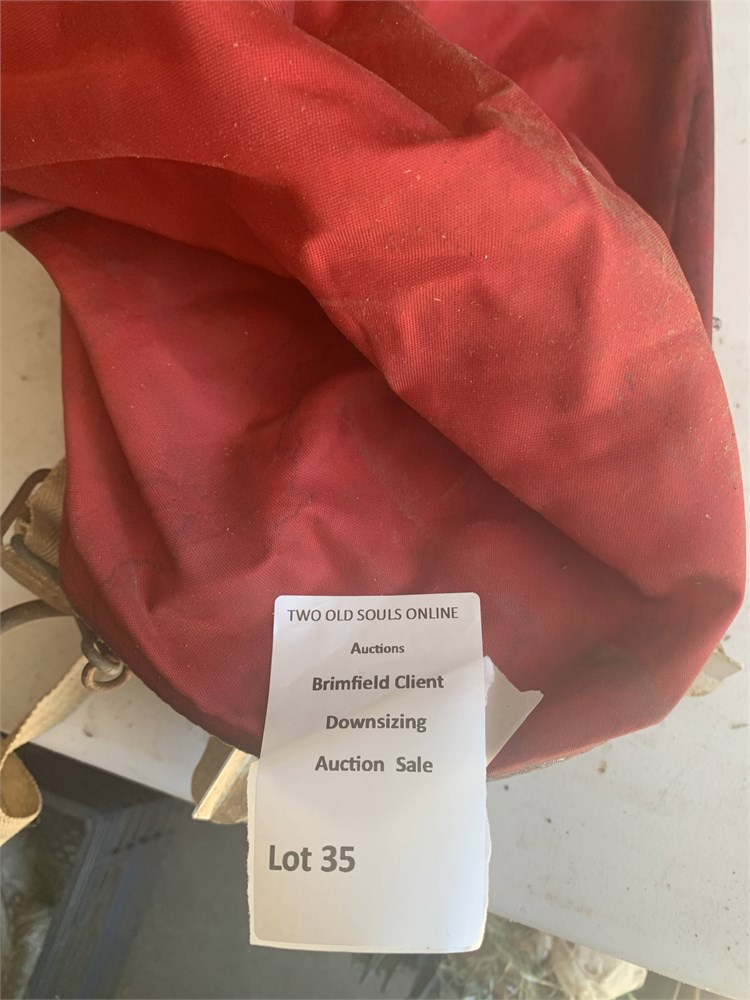 TWO OLD SOULS ONLINE
Auctions
Brimfield Client
Downsizing
Auction Sale
Lot 35